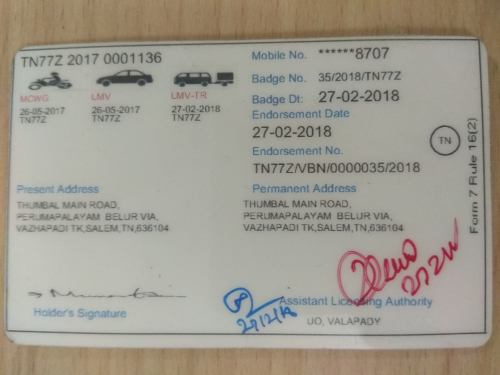 TN77Z 2017 0001136
MCWG LMV LMV-TR
26-05-2017 26-05-2017 27-02-2018
TN77Z TN77Z TN77Z
Mobile No. ******8707
Badge No. 35/2018/TN77Z
Badge Dt: 27-02-2018
Endorsement Date
27-02-2018
Endorsement No.
TN77Z/VBN/0000035/2018
TN
Form 7 Rule 16(2)
Present Address
THUMBAL MAIN ROAD,
PERUMAPALAYAM BELUR VIA,
VAZHAPADI TK,SALEM,TN,636104
Permanent Address
THUMBAL MAIN ROAD,
PERUMAPALAYAM BELUR VIA,
VAZHAPADI TK,SALEM,TN,636104
Holder's Signature
Assistant Licensing Authority
UO, VALAPADY